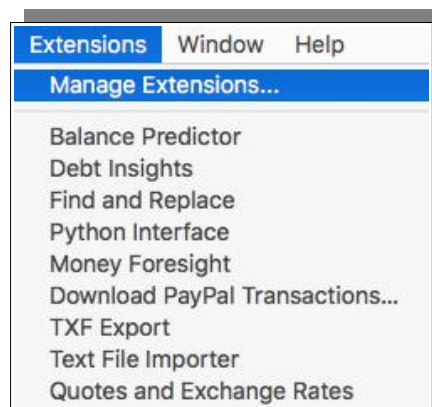 Extensions Window Help
Manage Extensions...
Balance Predictor
Debt Insights
Find and Replace
Python Interface
Money Foresight
Download PayPal Transactions...
TXF Export
Text File Importer
Quotes and Exchange Rates